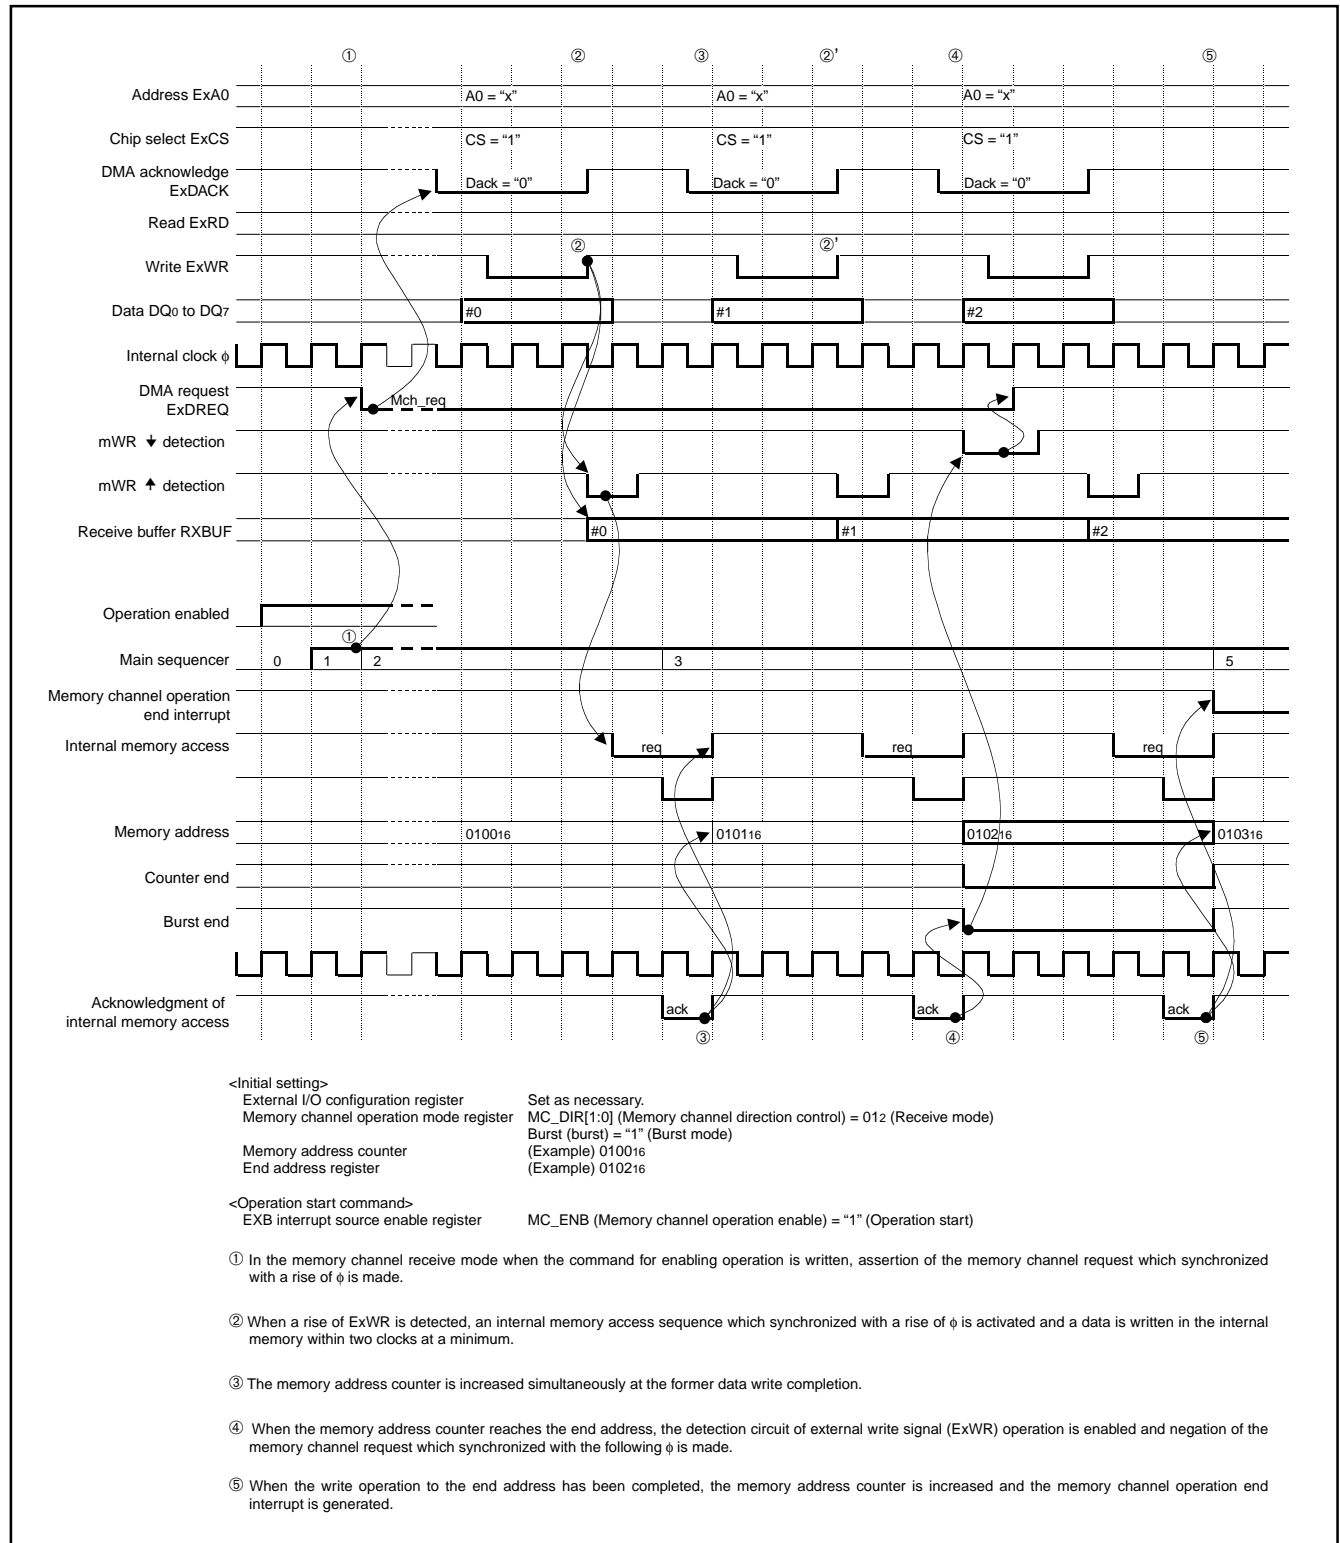 ① ② ③ ②’ ④ ⑤
Address ExA0 A0 = “x” A0 = “x” A0 = “x”
Chip select ExCS CS = “1” CS = “1” CS = “1”
DMA acknowledge
ExDACK Dack = “0” Dack = “0” Dack = “0”
Read ExRD
② ②’
Write ExWR
Data DQ0 to DQ7 #0 #1 #2
Internal clock ϕ
DMA request
ExDREQ Mch_req
mWR ↓ detection
mWR ↑ detection
Receive buffer RXBUF #0 #1 #2
Operation enabled
①
Main sequencer 0 1 2 3 5
Memory channel operation
end interrupt
Internal memory access req req req
Memory address 010016 010116 010216 010316
Counter end
Burst end
Acknowledgment of
internal memory access ack ack ack
③ ④ ⑤
<Initial setting>
External I/O configuration register Set as necessary.
Memory channel operation mode register MC_DIR[1:0] (Memory channel direction control) = 012 (Receive mode)
Burst (burst) = “1” (Burst mode)
Memory address counter (Example) 010016
End address register (Example) 010216
<Operation start command>
EXB interrupt source enable register MC_ENB (Memory channel operation enable) = “1” (Operation start)
① In the memory channel receive mode when the command for enabling operation is written, assertion of the memory channel request which synchronized
with a rise of ϕ is made.
② When a rise of ExWR is detected, an internal memory access sequence which synchronized with a rise of ϕ is activated and a data is written in the internal
memory within two clocks at a minimum.
③ The memory address counter is increased simultaneously at the former data write completion.
④ When the memory address counter reaches the end address, the detection circuit of external write signal (ExWR) operation is enabled and negation of the
memory channel request which synchronized with the following ϕ is made.
⑤ When the write operation to the end address has been completed, the memory address counter is increased and the memory channel operation end
interrupt is generated.